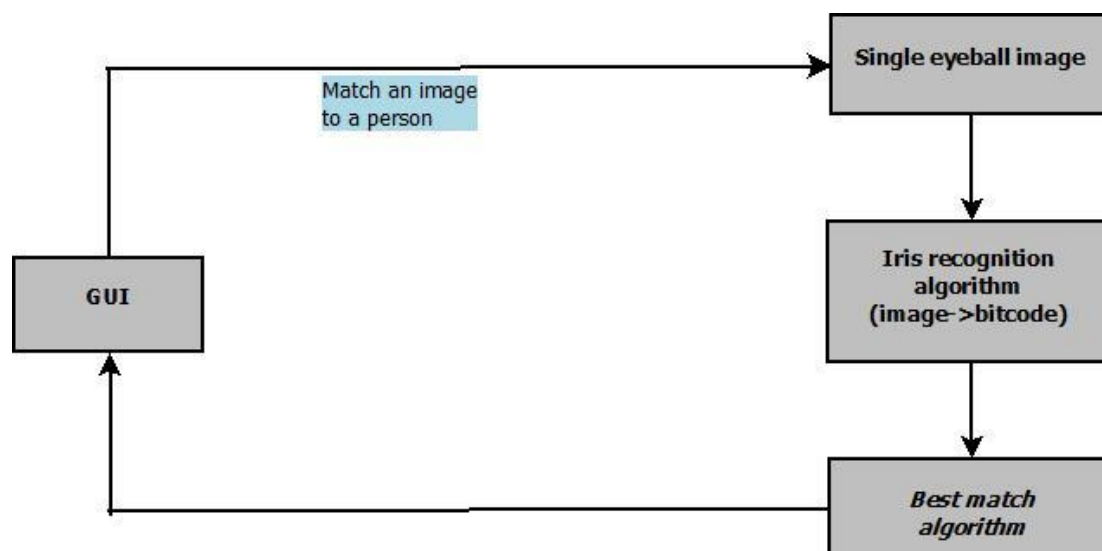 Single eyeball image
Match an image
to a person
Iris recognition
algorithm
(image->bitcode)
GUI
Best match
algorithm